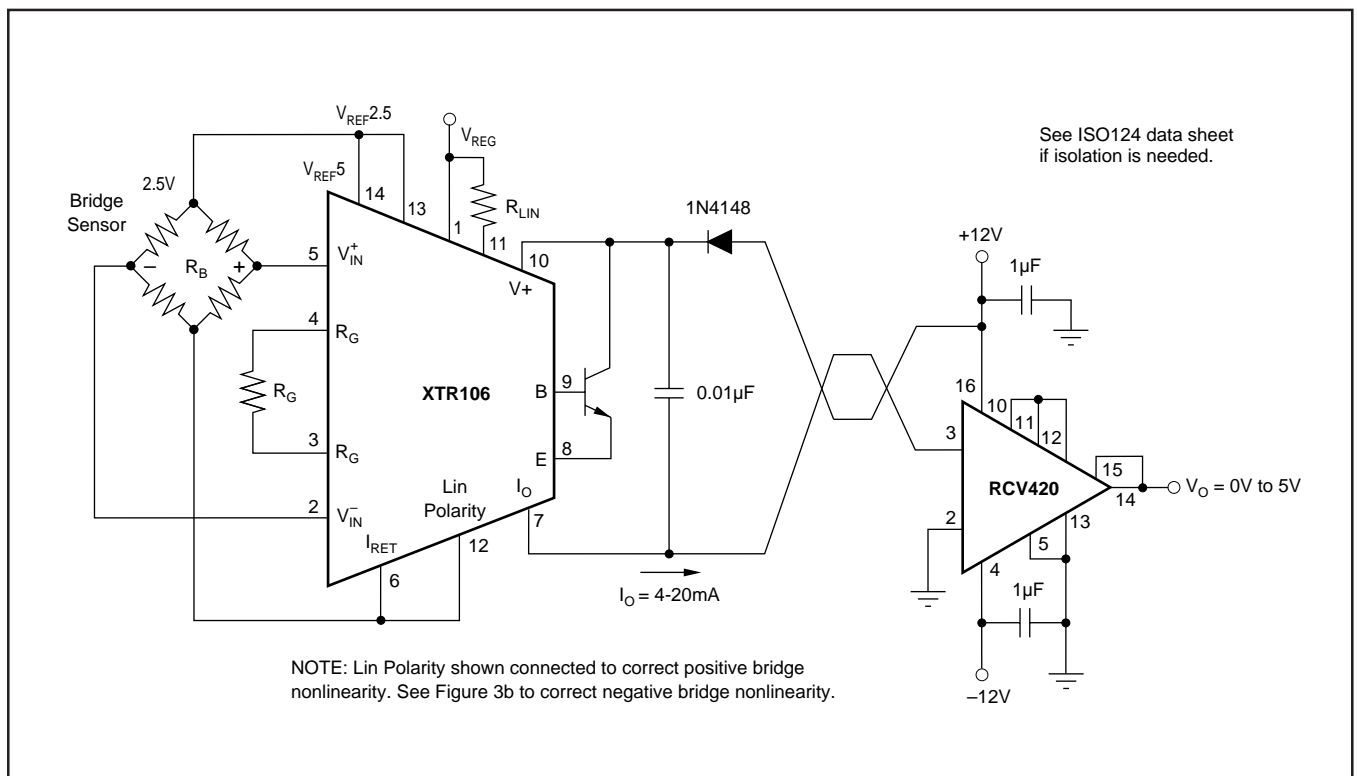 V_REF2.5
V_REF5
14
13
V_REG
1
R_LIN
11
10
V+
1N4148
See ISO124 data sheet
if isolation is needed.
2.5V
Bridge
Sensor
R_B
–
+
5
V⁺_IN
4
R_G
R_G
3
R_G
2
V⁻_IN
XTR106
B
9
E
8
Lin
Polarity
I_O
7
12
I_RET
6
0.01µF
I_O = 4-20mA
+12V
1µF
16
10
11
12
3
15
RCV420
14
V_O = 0V to 5V
2
13
5
4
1µF
–12V
NOTE: Lin Polarity shown connected to correct positive bridge
nonlinearity. See Figure 3b to correct negative bridge nonlinearity.